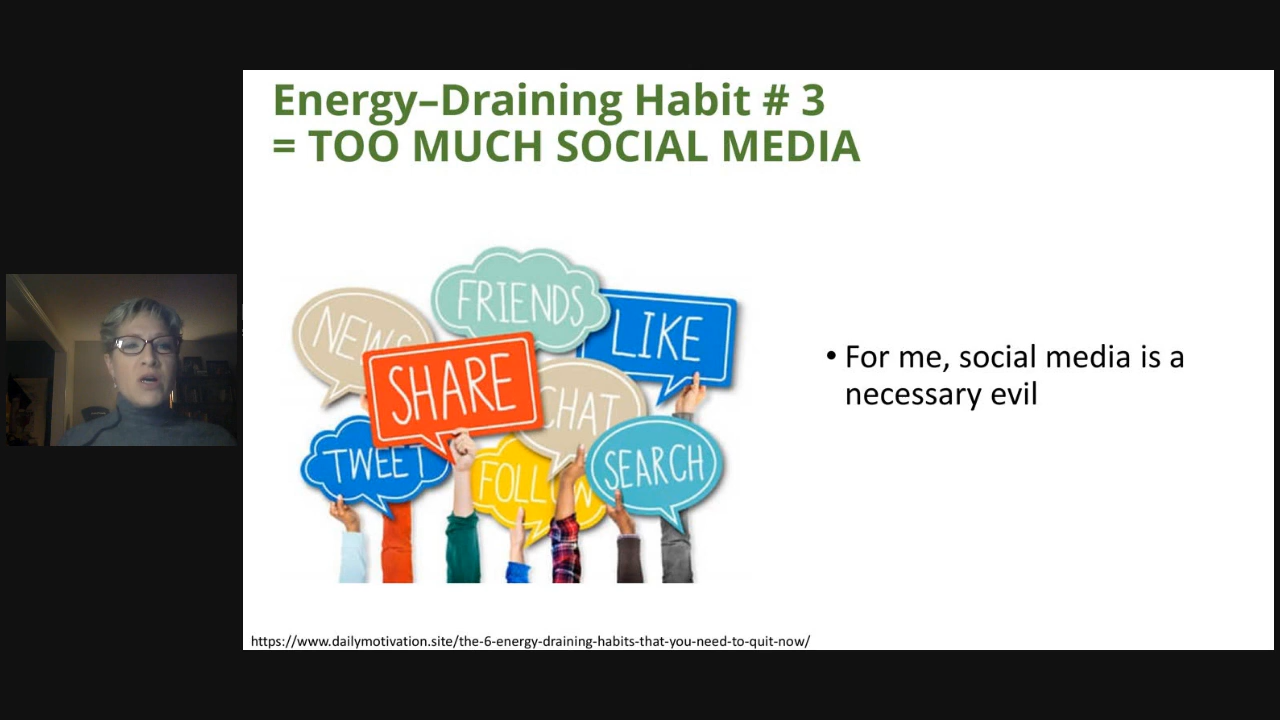 Energy–Draining Habit # 3
= TOO MUCH SOCIAL MEDIA
FRIENDS
NEWS
LIKE
SHARE
CHAT
TWEET
FOLLOW
SEARCH
• For me, social media is a
necessary evil
https://www.dailymotivation.site/the-6-energy-draining-habits-that-you-need-to-quit-now/